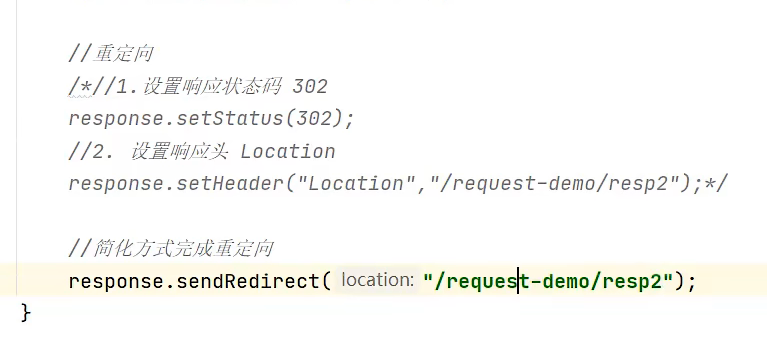 //重定向
/*//1.设置响应状态码 302
response.setStatus(302);
//2. 设置响应头 Location
response.setHeader("Location","/request-demo/resp2");*/
//简化方式完成重定向
response.sendRedirect( location: "/request-demo/resp2");
}